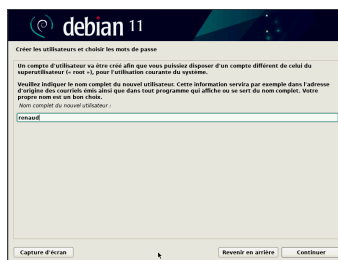 debian 11
Créer les utilisateurs et choisir les mots de passe
Un compte d'utilisateur va être créé afin que vous puissiez disposer d'un compte différent de celui du
superutilisateur (« root »), pour l'utilisation courante du système.
Veuillez indiquer le nom complet du nouvel utilisateur. Cette information servira par exemple dans l'adresse
d'origine des courriels émis ainsi que dans tout programme qui affiche ou se sert du nom complet. Votre
propre nom est un bon choix.
Nom complet du nouvel utilisateur :
renaud
Capture d'écran
Revenir en arrière
Continuer